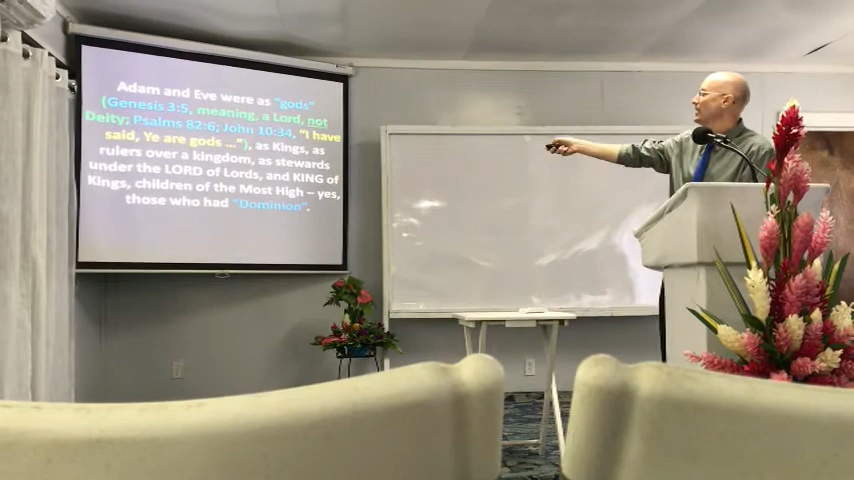 Adam and Eve were as "gods"
(Genesis 3:5, meaning, a Lord, not
Deity; Psalms 82:6; John 10:34, "I have
said, Ye are gods ..."), as Kings, as
rulers over a kingdom, as stewards
under the LORD of Lords, and KING of
Kings, children of the Most High – yes,
those who had "Dominion".